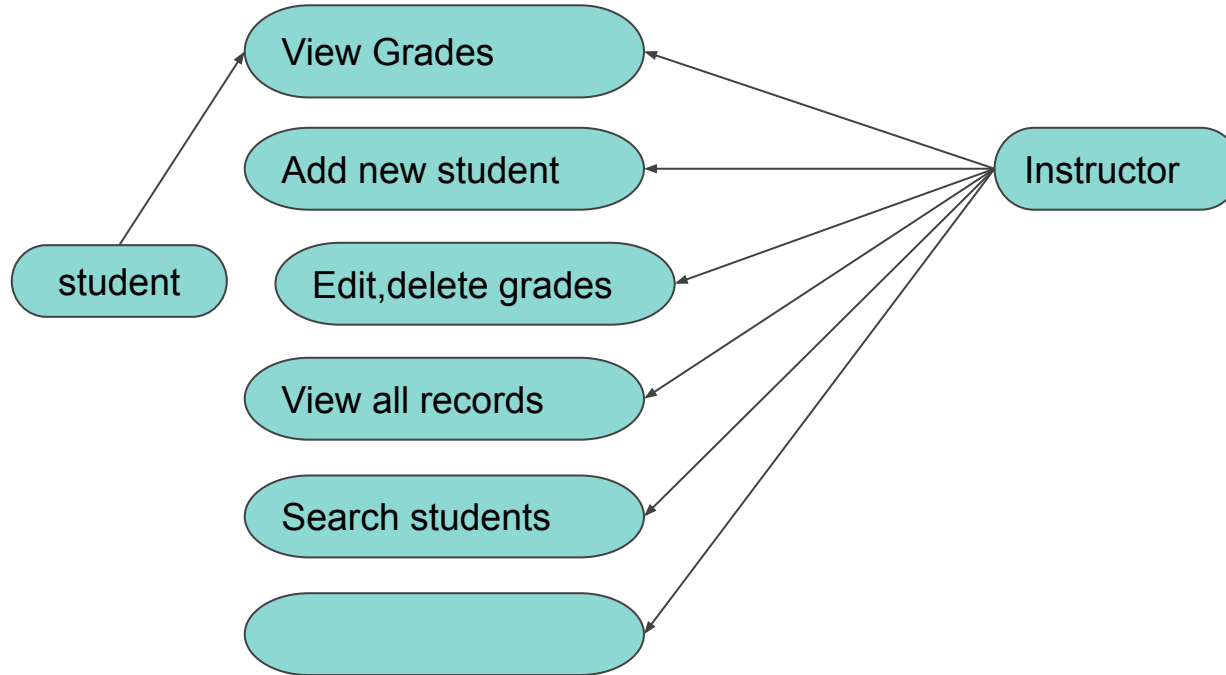 View Grades
Add new student
Instructor
student
Edit,delete grades
View all records
Search students